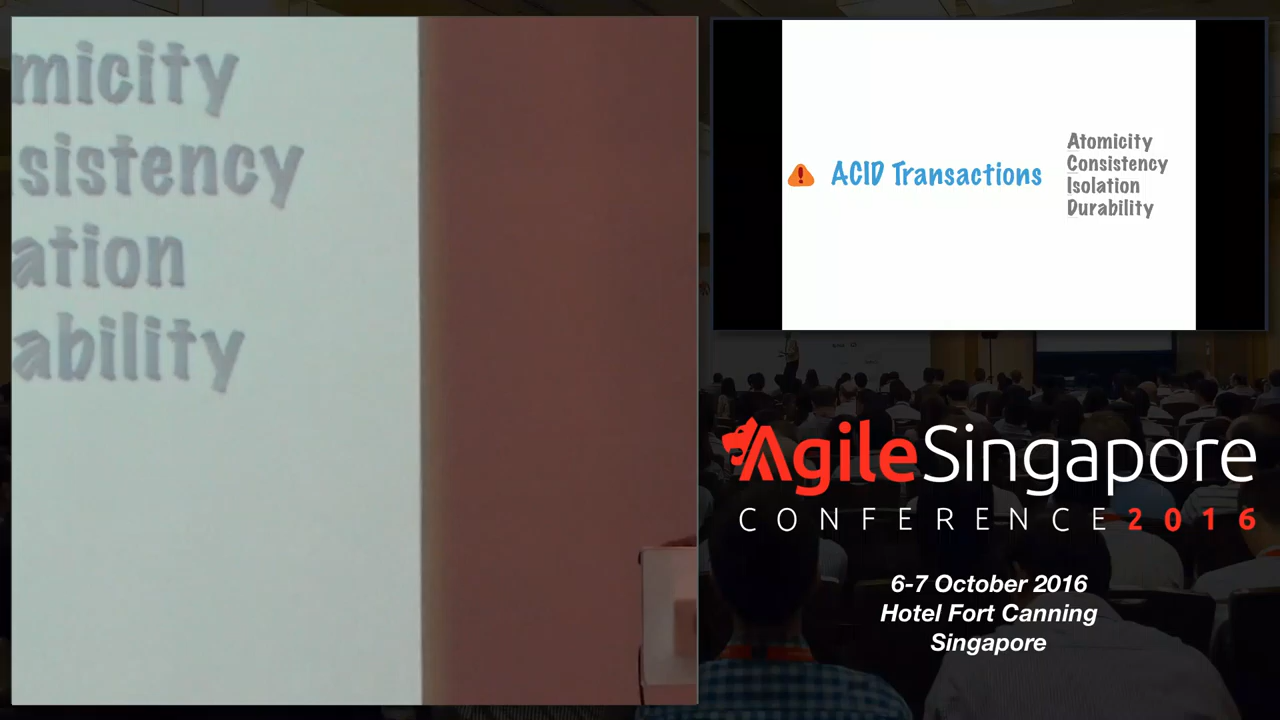 micity
sistency
ation
ability
ACID Transactions
Atomicity
Consistency
Isolation
Durability
AgileSingapore
CONFERENCE 2016
6-7 October 2016
Hotel Fort Canning
Singapore